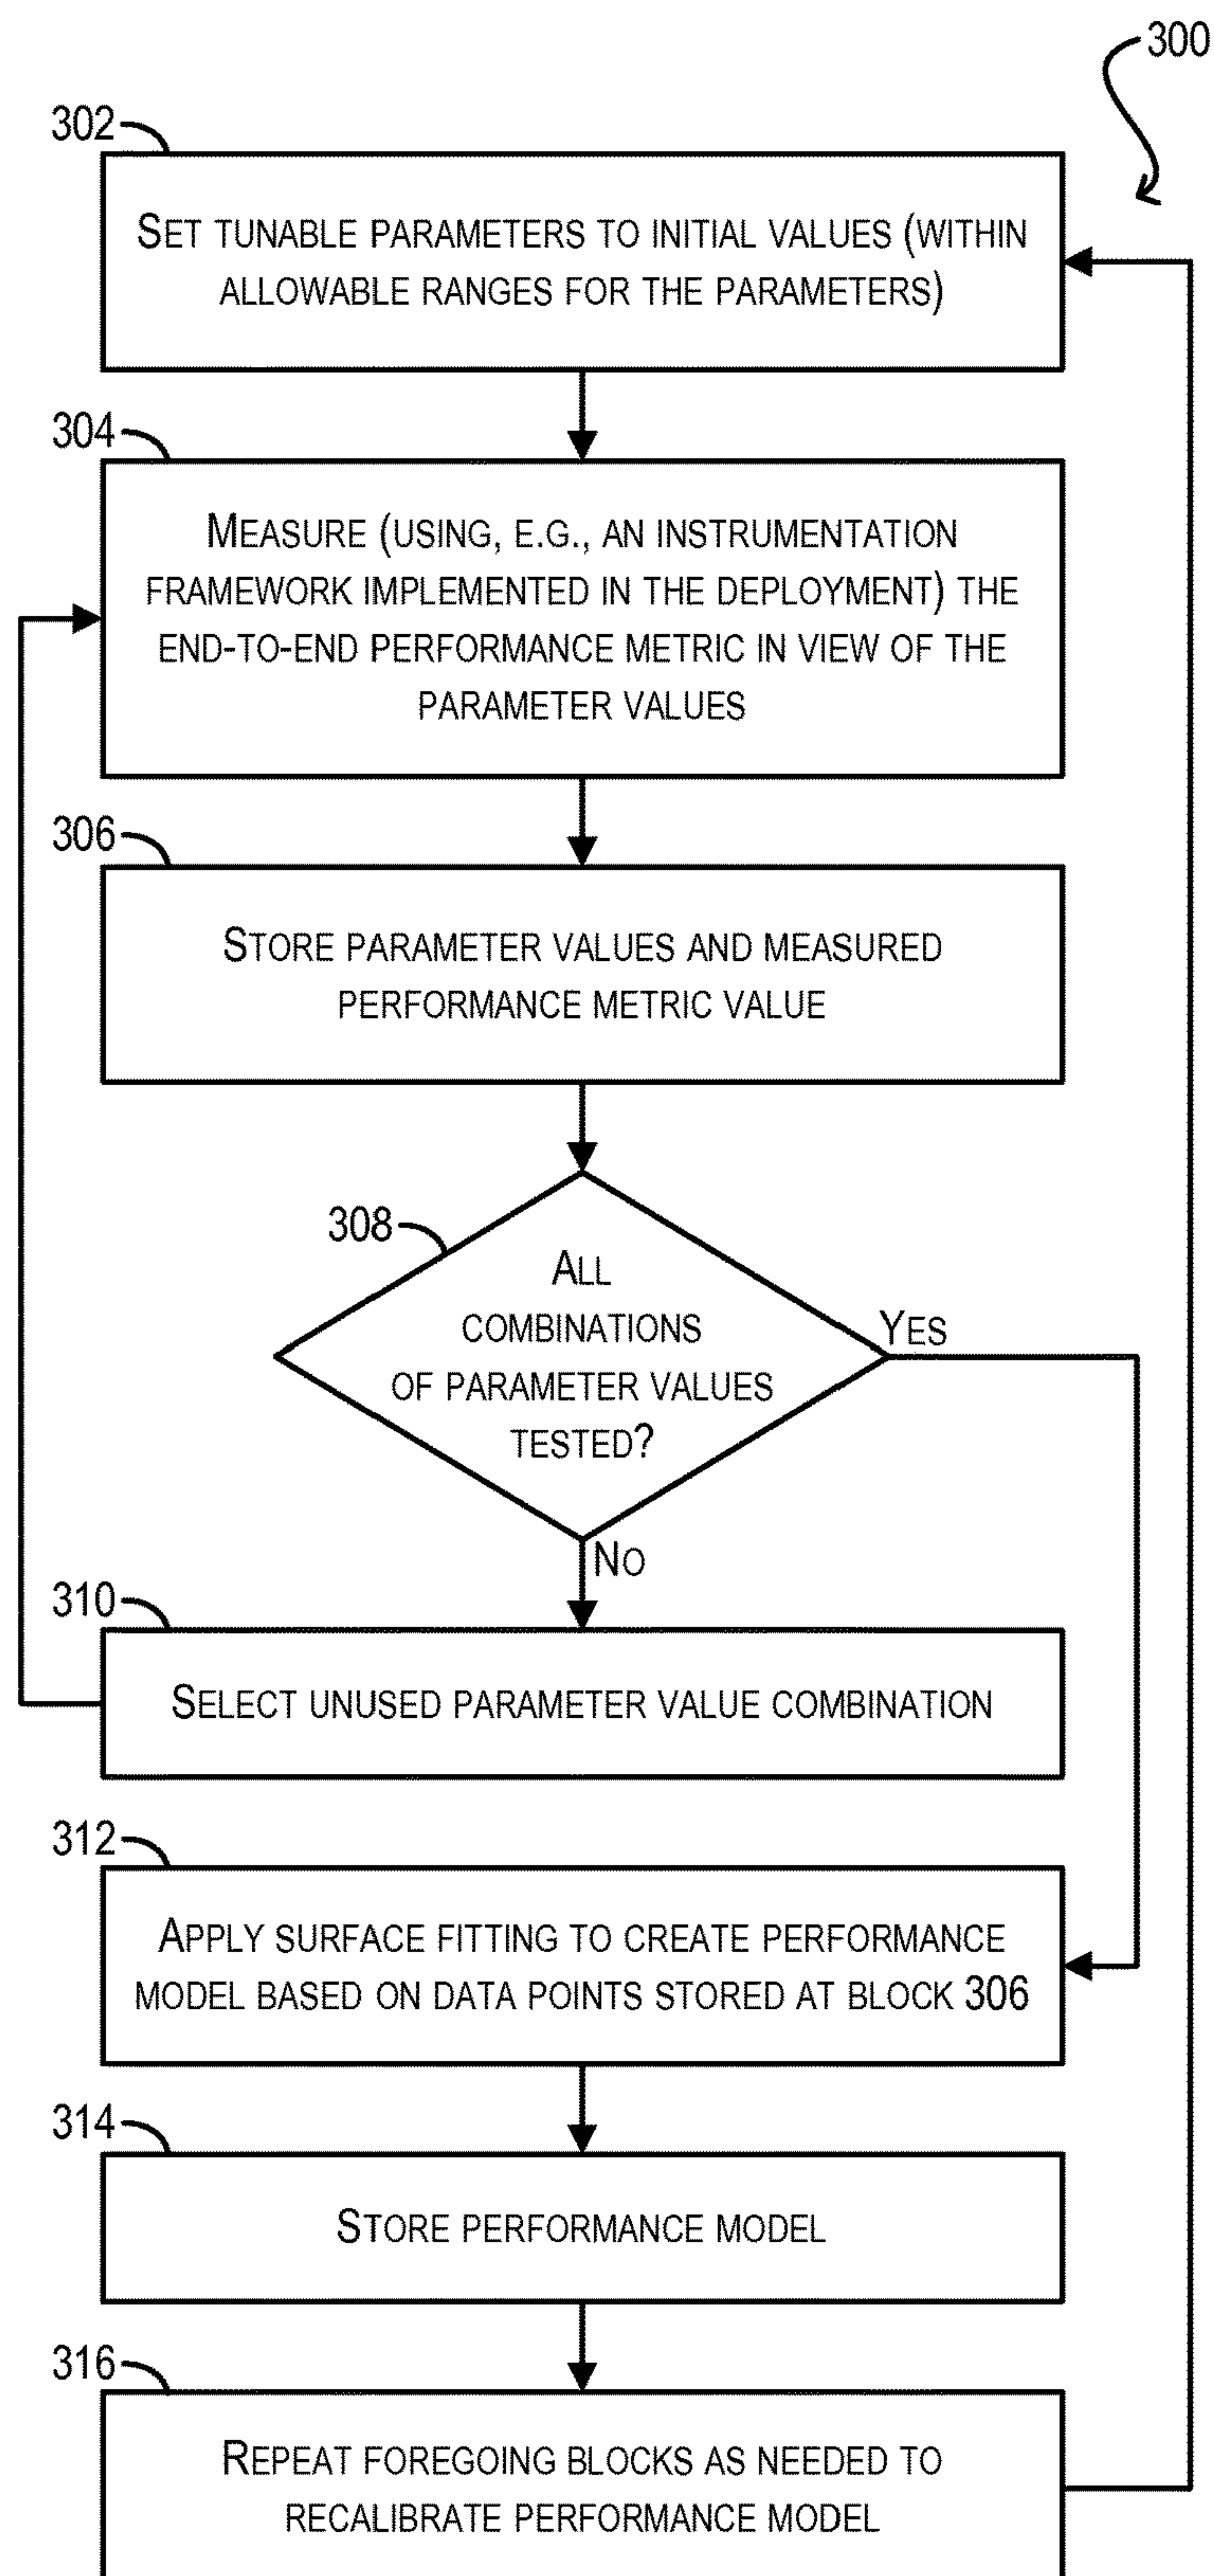 300
302
Set tunable parameters to initial values (within
allowable ranges for the parameters)
304
Measure (using, e.g., an instrumentation
framework implemented in the deployment) the
end-to-end performance metric in view of the
parameter values
306
Store parameter values and measured
performance metric value
308
All
combinations
of parameter values
tested?
Yes
No
310
Select unused parameter value combination
312
Apply surface fitting to create performance
model based on data points stored at block 306
314
Store performance model
316
Repeat foregoing blocks as needed to
recalibrate performance model